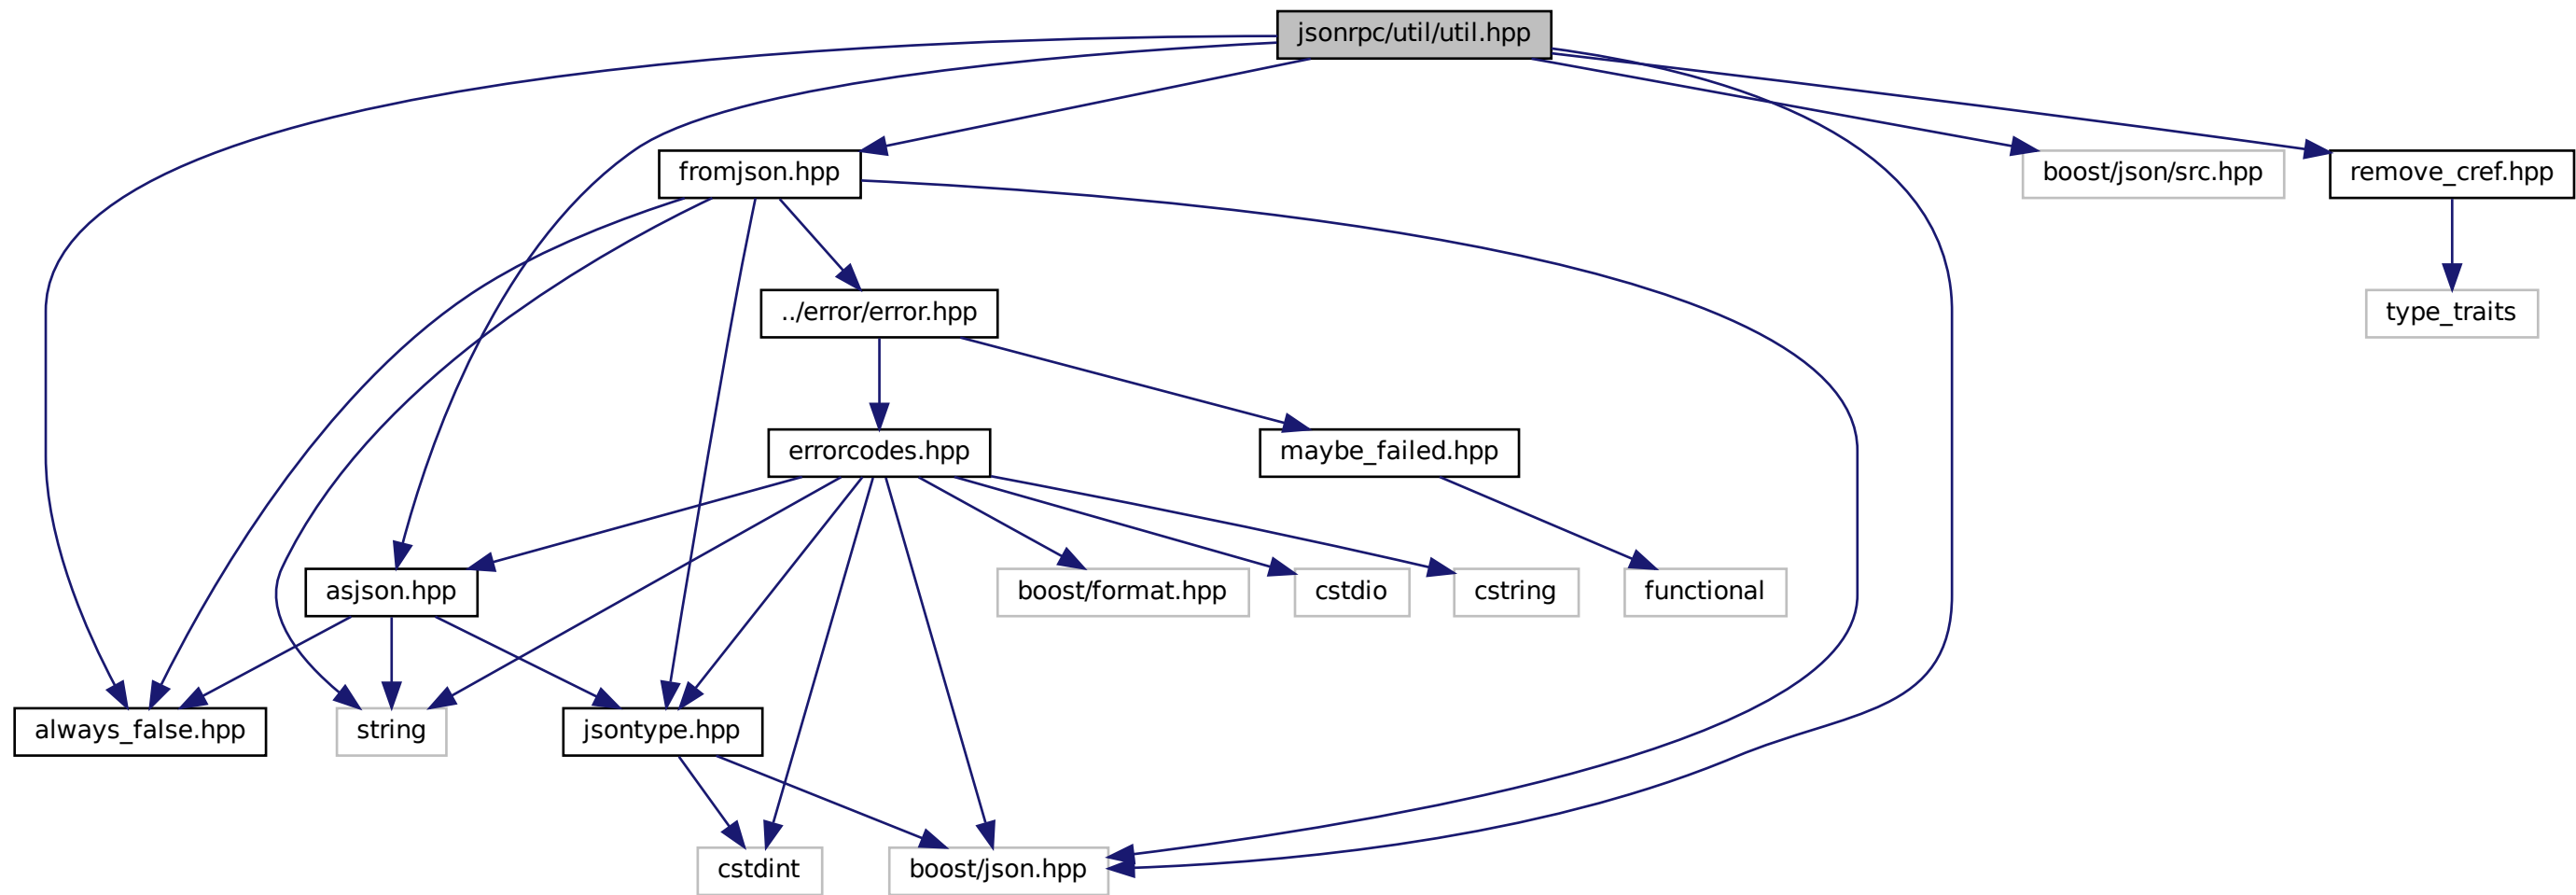 jsonrpc/util/util.hpp
fromjson.hpp
boost/json/src.hpp
remove_cref.hpp
../error/error.hpp
type_traits
errorcodes.hpp
maybe_failed.hpp
asjson.hpp
boost/format.hpp
cstdio
cstring
functional
always_false.hpp
string
jsontype.hpp
cstdint
boost/json.hpp